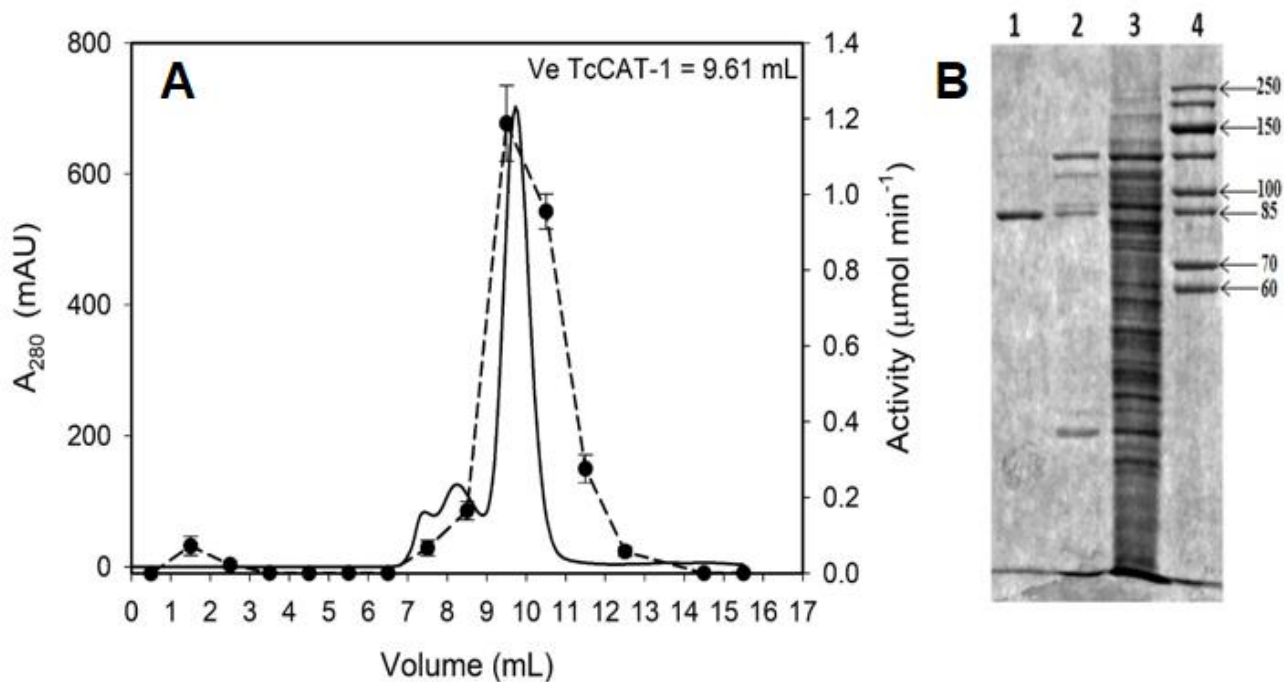 A
Ve TcCAT-1 = 9.61 mL
A280 (mAU)
800
600
400
200
0
0 1 2 3 4 5 6 7 8 9 10 11 12 13 14 15 16 17
Volume (mL)
1.4
1.2
1.0
0.8
0.6
0.4
0.2
0.0
Activity (μmol min⁻¹)
B
1 2 3 4
250
150
100
85
70
60